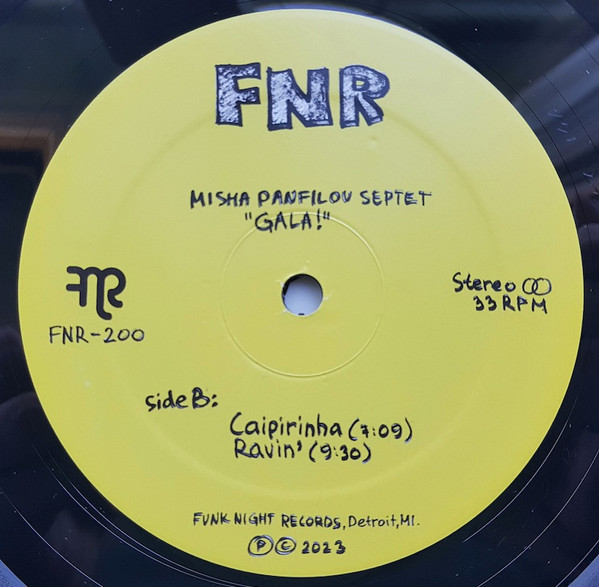 FNR
MISHA PANFILOV SEPTET
"GALA!"
FNR
FNR-200
Stereo
33 RPM
side B:
Caipirinha (7:09)
Ravin' (9:30)
FUNK NIGHT RECORDS, Detroit, MI.
Ⓟ © 2023